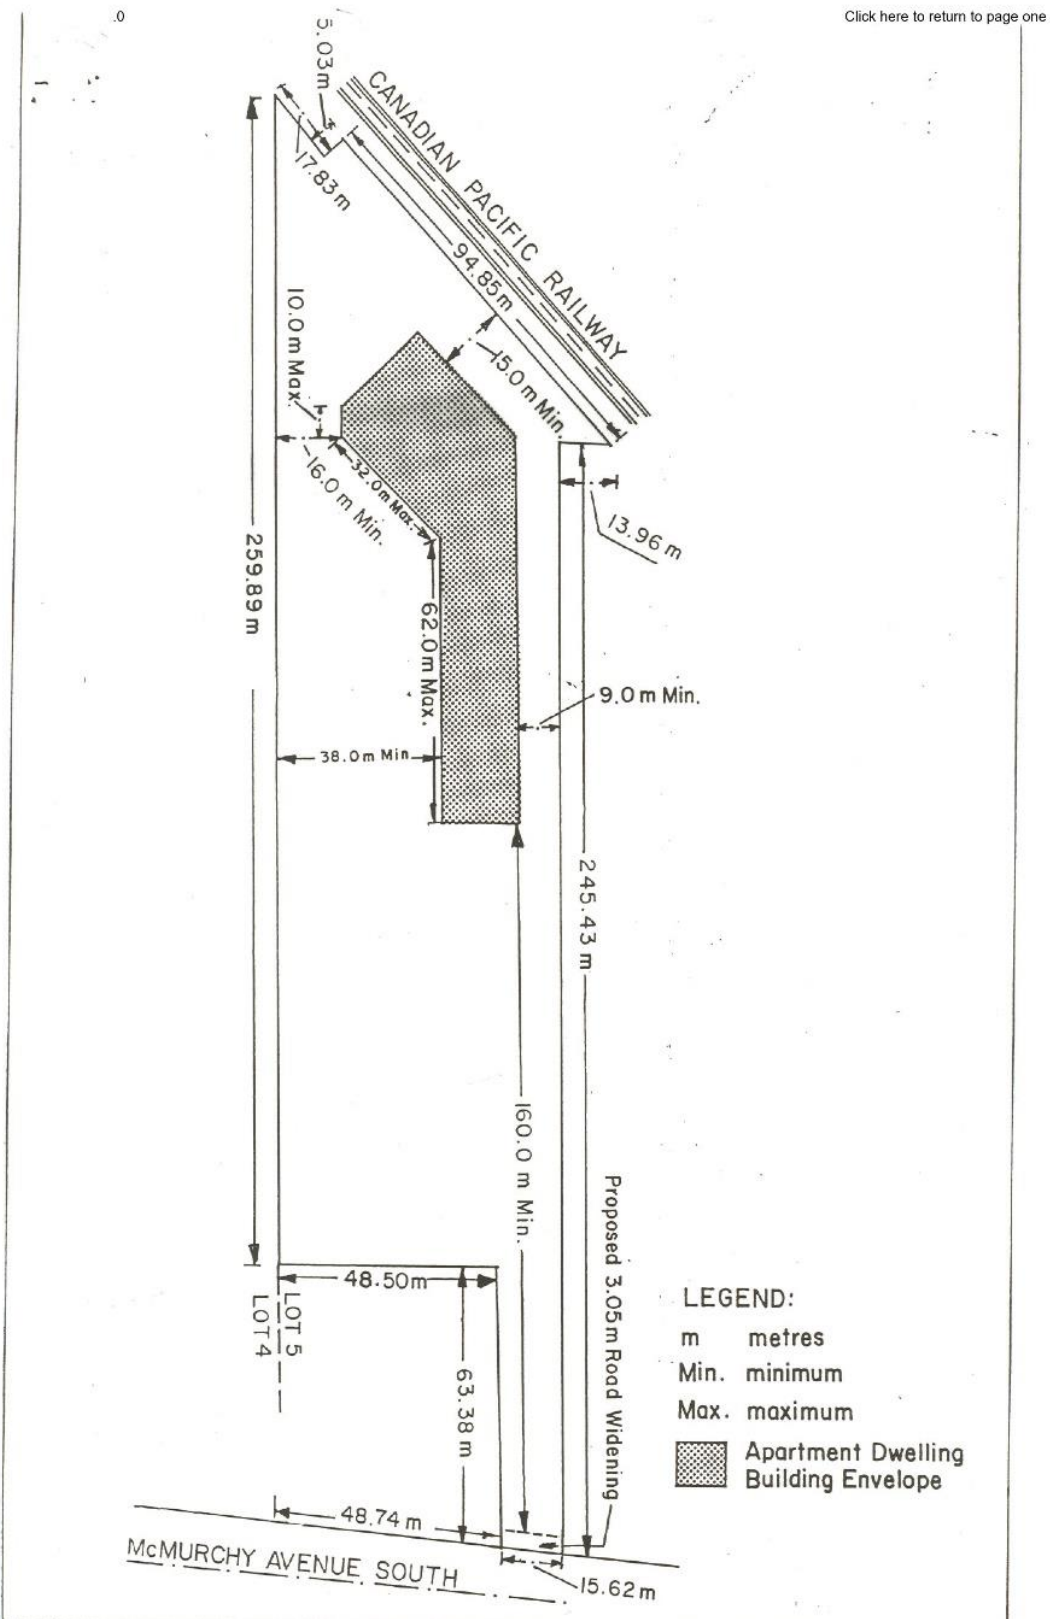 .0
Click here to return to page one
5.03m
CANADIAN PACIFIC RAILWAY
17.83 m
94.85m
10.0m Max.
15.0 m Min.
32.0m Max.
16.0 m Min.
13.96 m
259.89 m
62.0m Max.
9.0 m Min.
38.0m Min
245.43 m
160.0 m Min.
Proposed 3.05m Road Widening
48.50m
LOT 5
LOT 4
63.38 m
LEGEND:
m metres
Min. minimum
Max. maximum
Apartment Dwelling
Building Envelope
48.74 m
McMURCHY AVENUE SOUTH
15.62 m